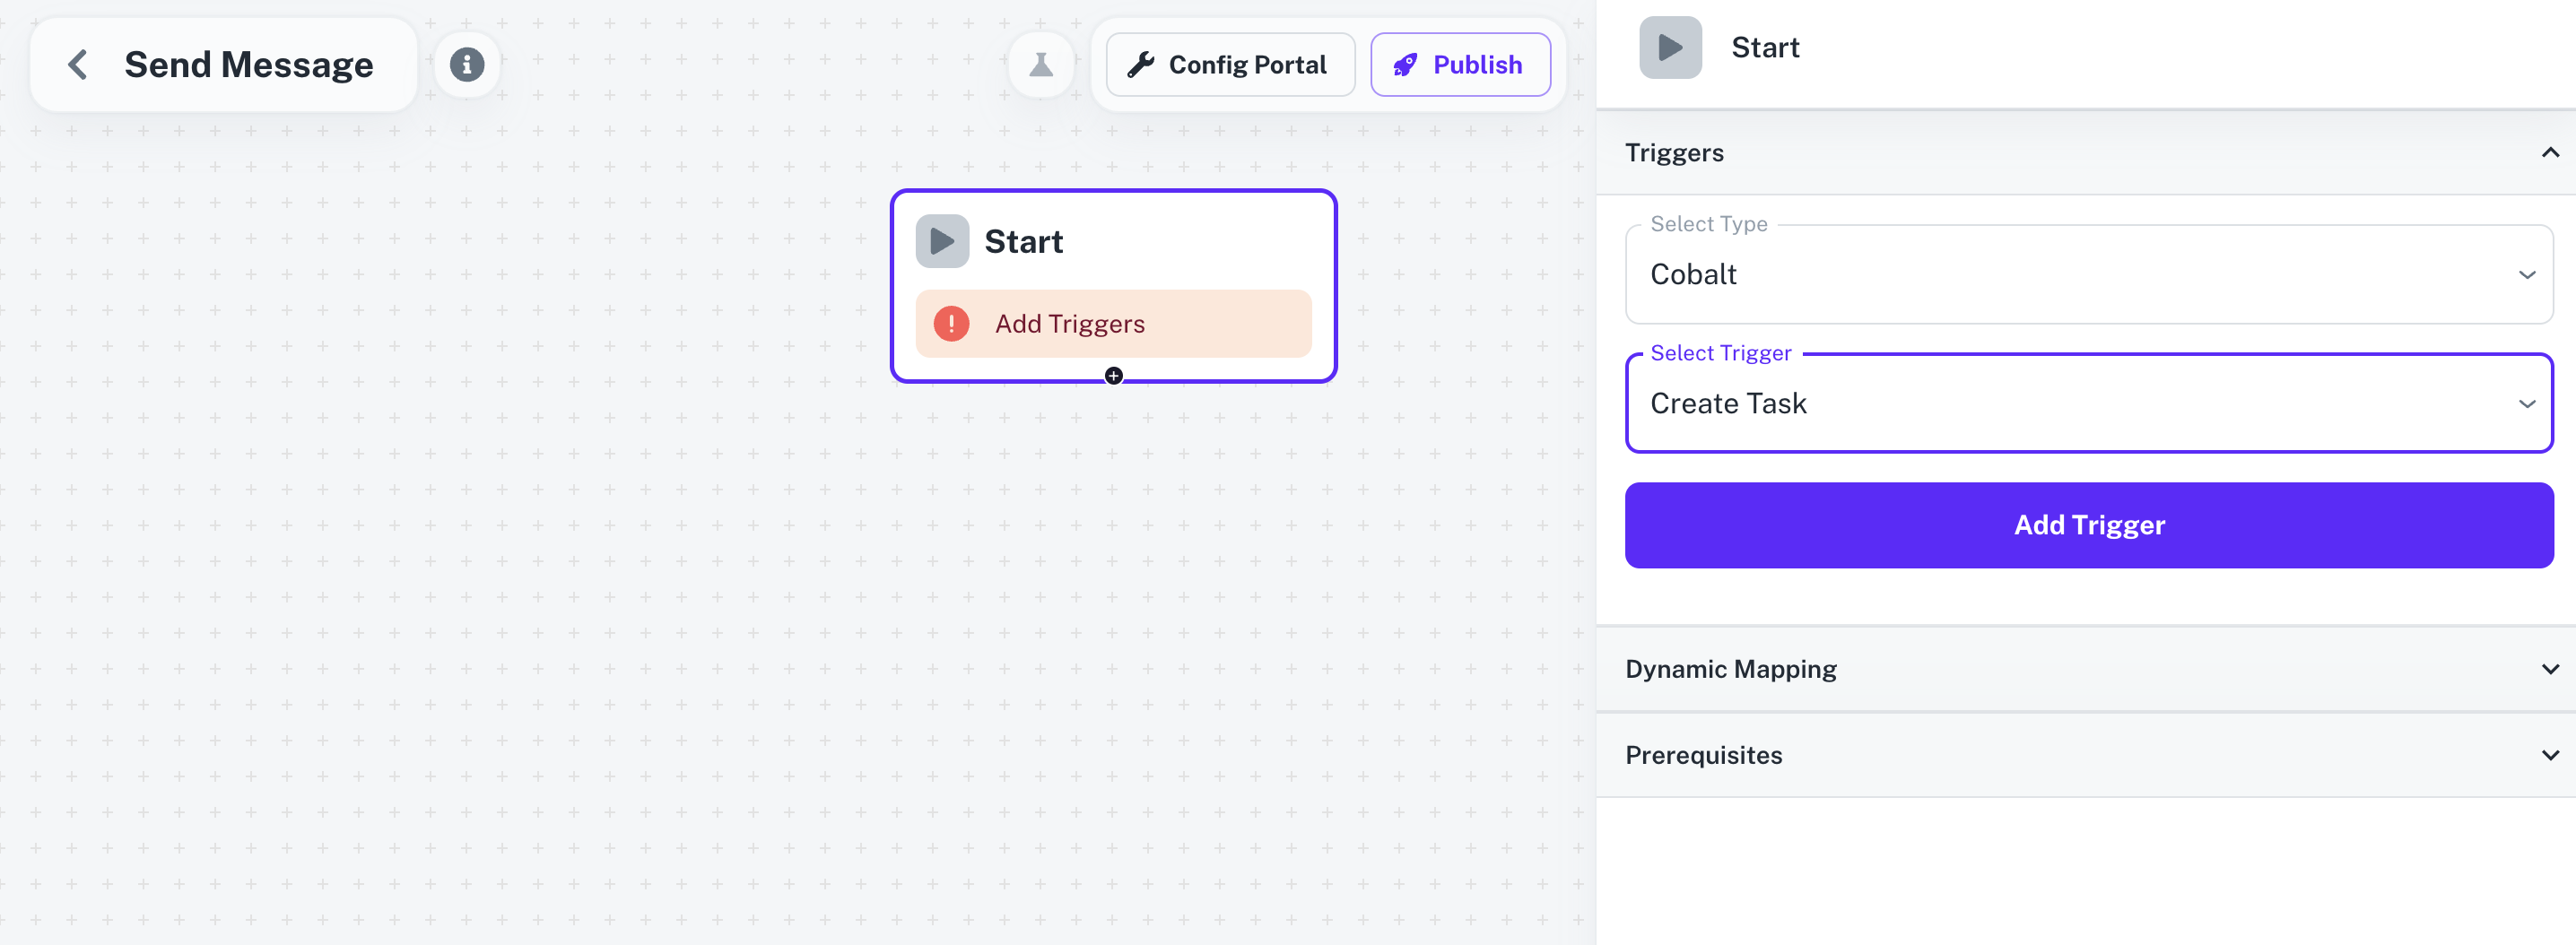 Send Message
Config Portal
Publish
Start
Add Triggers
Start
Triggers
Select Type
Cobalt
Select Trigger
Create Task
Add Trigger
Dynamic Mapping
Prerequisites